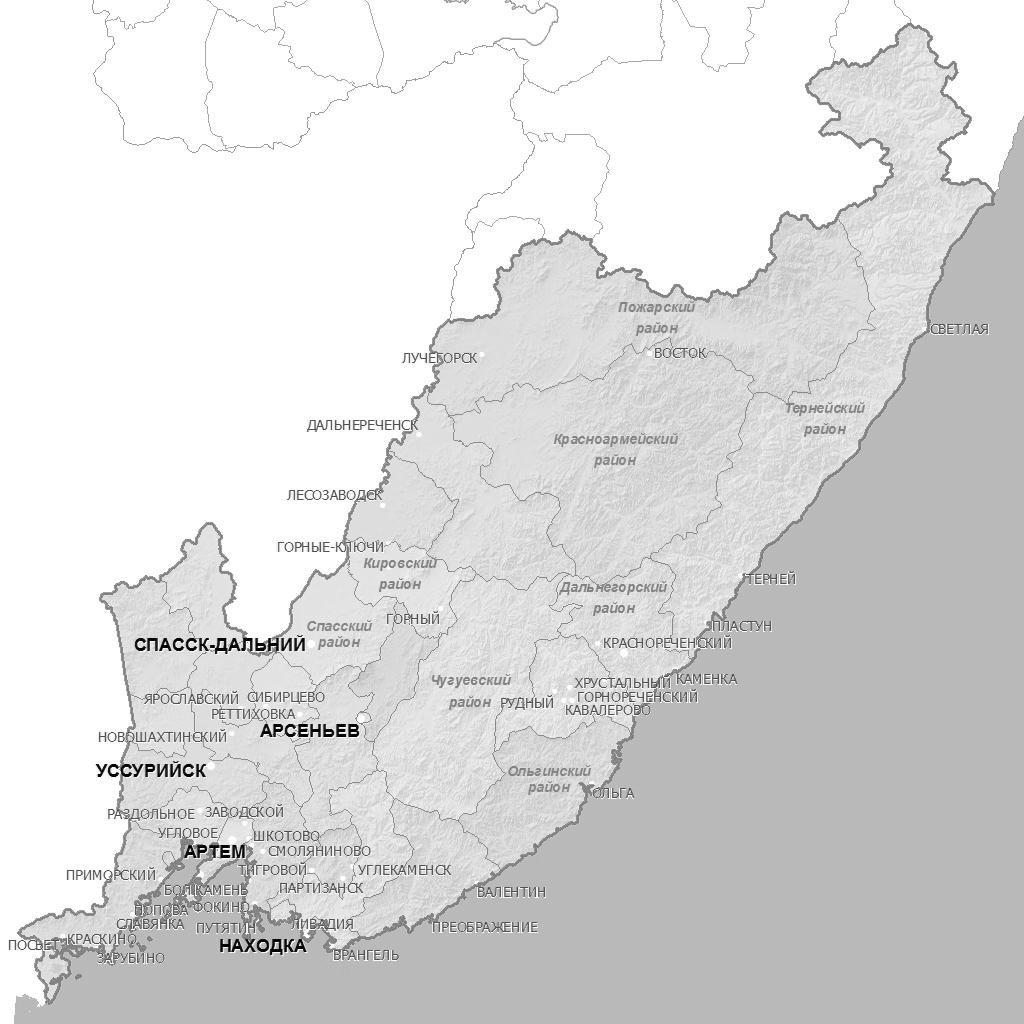 Пожарский
район
СВЕТЛАЯ
ВОСТОК
ЛУЧЕГОРСК
Тернейский
район
ДАЛЬНЕРЕЧЕНСК
Красноармейский
район
ЛЕСОЗАВОДСК
ГОРНЫЕ-КЛЮЧИ
Кировский
район
ТЕРНЕЙ
Дальнегорский
район
ГОРНЫЙ
Спасский
район
ПЛАСТУН
СПАССК-ДАЛЬНИЙ
КРАСНОРЕЧЕНСКИЙ
КАМЕНКА
Чугуевский
район
ХРУСТАЛЬНЫЙ
ЯРОСЛАВСКИЙ
СИБИРЦЕВО
ГОРНОРЕЧЕНСКИЙ
РУДНЫЙ
КАВАЛЕРОВО
РЕТТИХОВКА
АРСЕНЬЕВ
НОВОШАХТИНСКИЙ
УССУРИЙСК
Ольгинский
район
ОЛЬГА
РАЗДОЛЬНОЕ
ЗАВОДСКОЙ
УГЛОВОЕ
ШКОТОВО
АРТЕМ
СМОЛЯНИНОВО
ТИГРОВОЙ
УГЛЕКАМЕНСК
ПРИМОРСКИЙ
ПАРТИЗАНСК
БОЛ.КАМЕНЬ
ВАЛЕНТИН
ПОПОВА
ФОКИНО
СЛАВЯНКА
ПУТЯТИН
ЛИВАДИЯ
ПРЕОБРАЖЕНИЕ
ПОСЬЕТ
КРАСКИНО
НАХОДКА
ЗАРУБИНО
ВРАНГЕЛЬ